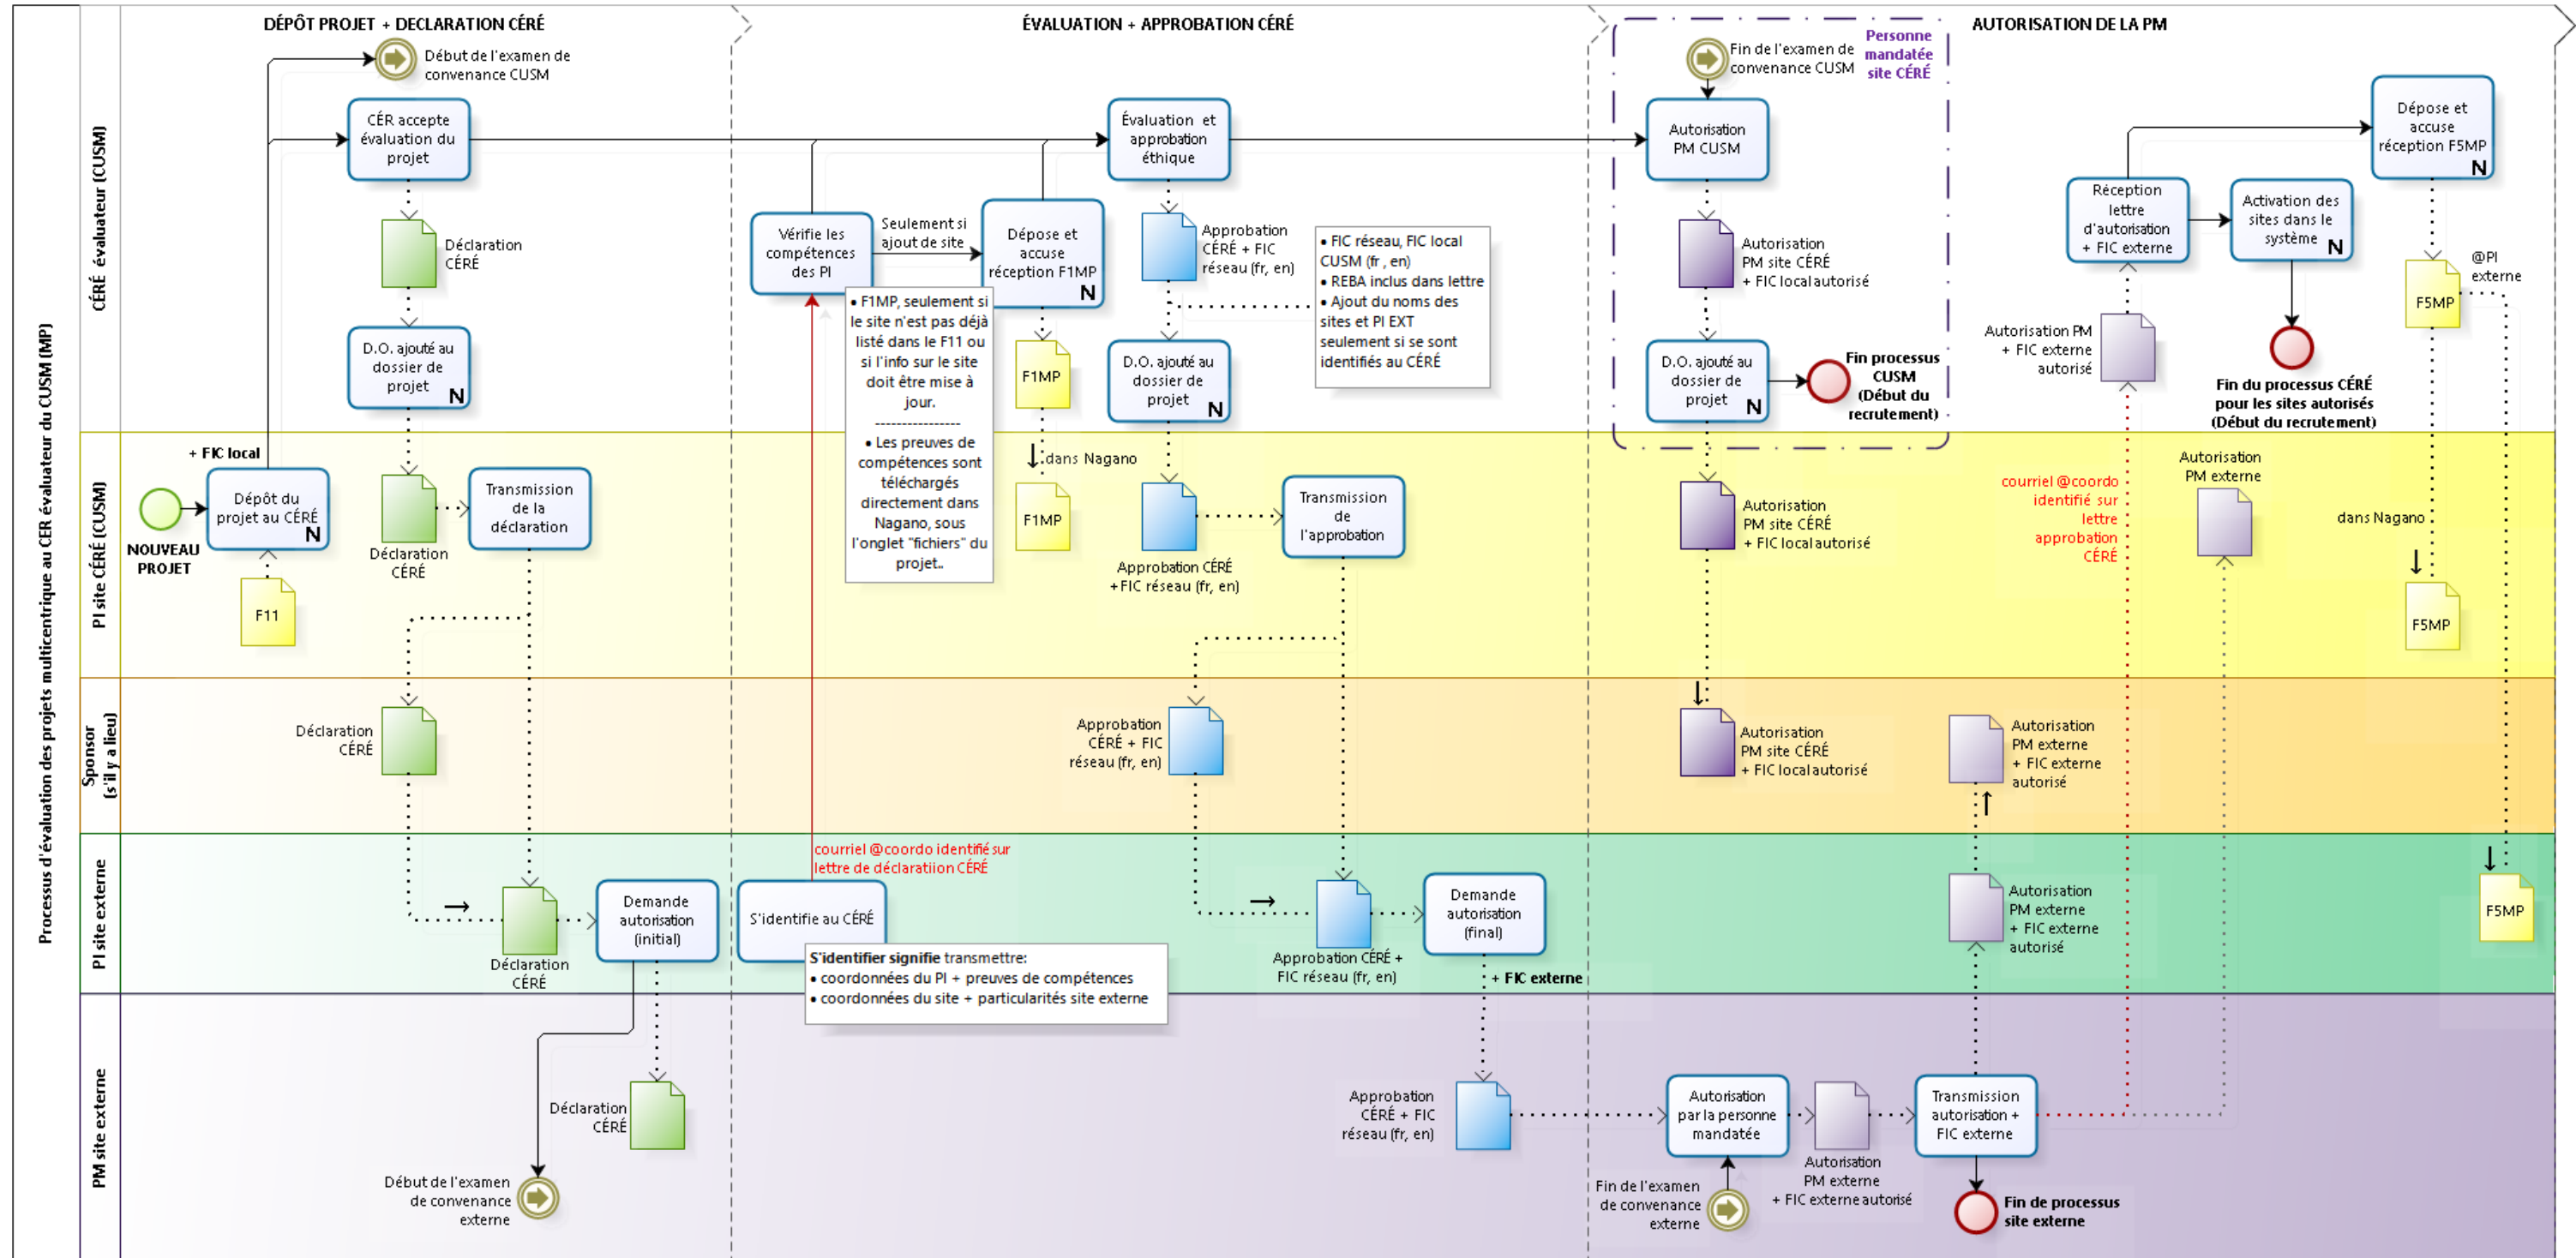 Processus d'évaluation des projets multicentrique au CER évaluateur du CUSM (MP)
DÉPÔT PROJET + DECLARATION CÉRÉ
ÉVALUATION + APPROBATION CÉRÉ
AUTORISATION DE LA PM
CÉRÉ évaluateur (CUSM)
Début de l'examen de
convenance CUSM
CÉR accepte
évaluation du
projet
Déclaration
CÉRÉ
D.O. ajouté au
dossier de
projet
N
Vérifie les
compétences
des PI
Seulement si
ajout de site
Dépose et
accuse
réception F1MP
N
• F1MP, seulement si
le site n'est pas déjà
listé dans le F11 ou
si l'info sur le site
doit être mise à
jour.
----------------
• Les preuves de
compétences sont
téléchargés
directement dans
Nagano, sous
l'onglet "fichiers" du
projet..
F1MP
Évaluation et
approbation
éthique
Approbation
CÉRÉ + FIC
réseau (fr, en)
• FIC réseau, FIC local
CUSM (fr , en)
• REBA inclus dans lettre
• Ajout du noms des
sites et PI EXT
seulement si se sont
identifiés au CÉRÉ
D.O. ajouté au
dossier de
projet
N
Fin de l'examen de
convenance CUSM
Personne
mandatée
site CÉRÉ
Autorisation
PM CUSM
Autorisation
PM site CÉRÉ
+ FIC local autorisé
D.O. ajouté au
dossier de
projet
N
Fin processus
CUSM
(Début du
recrutement)
Dépose et
accuse
réception F5MP
N
Réception
lettre
d'autorisation
+ FIC externe
Activation des
sites dans le
système
N
@PI
externe
F5MP
Autorisation PM
+ FIC externe
autorisé
Fin du processus CÉRÉ
pour les sites autorisés
(Début du recrutement)
PI site CÉRÉ (CUSM)
+ FIC local
NOUVEAU
PROJET
Dépôt du
projet au CÉRÉ
N
F11
Déclaration
CÉRÉ
Transmission
de la
déclaration
dans Nagano
F1MP
Approbation CÉRÉ
+ FIC réseau (fr, en)
Transmission
de
l'approbation
Autorisation
PM site CÉRÉ
+ FIC local autorisé
courriel @coordo
identifié sur
lettre
approbation
CÉRÉ
Autorisation
PM externe
dans Nagano
F5MP
Sponsor
(s'il y a lieu)
Déclaration
CÉRÉ
Approbation
CÉRÉ + FIC
réseau (fr, en)
Autorisation
PM site CÉRÉ
+ FIC local autorisé
Autorisation
PM externe
+ FIC externe
autorisé
PI site externe
Déclaration
CÉRÉ
Demande
autorisation
(initial)
courriel @coordo identifié sur
lettre de déclaratiion CÉRÉ
S'identifie au CÉRÉ
S'identifier signifie transmettre:
• coordonnées du PI + preuves de compétences
• coordonnées du site + particularités site externe
Approbation CÉRÉ +
FIC réseau (fr, en)
Demande
autorisation
(final)
+ FIC externe
Autorisation
PM externe
+ FIC externe
autorisé
F5MP
PM site externe
Déclaration
CÉRÉ
Début de l'examen
de convenance
externe
Approbation
CÉRÉ + FIC
réseau (fr, en)
Autorisation
par la personne
mandatée
Fin de l'examen
de convenance
externe
Autorisation
PM externe
+ FIC externe autorisé
Transmission
autorisation +
FIC externe
Fin de processus
site externe